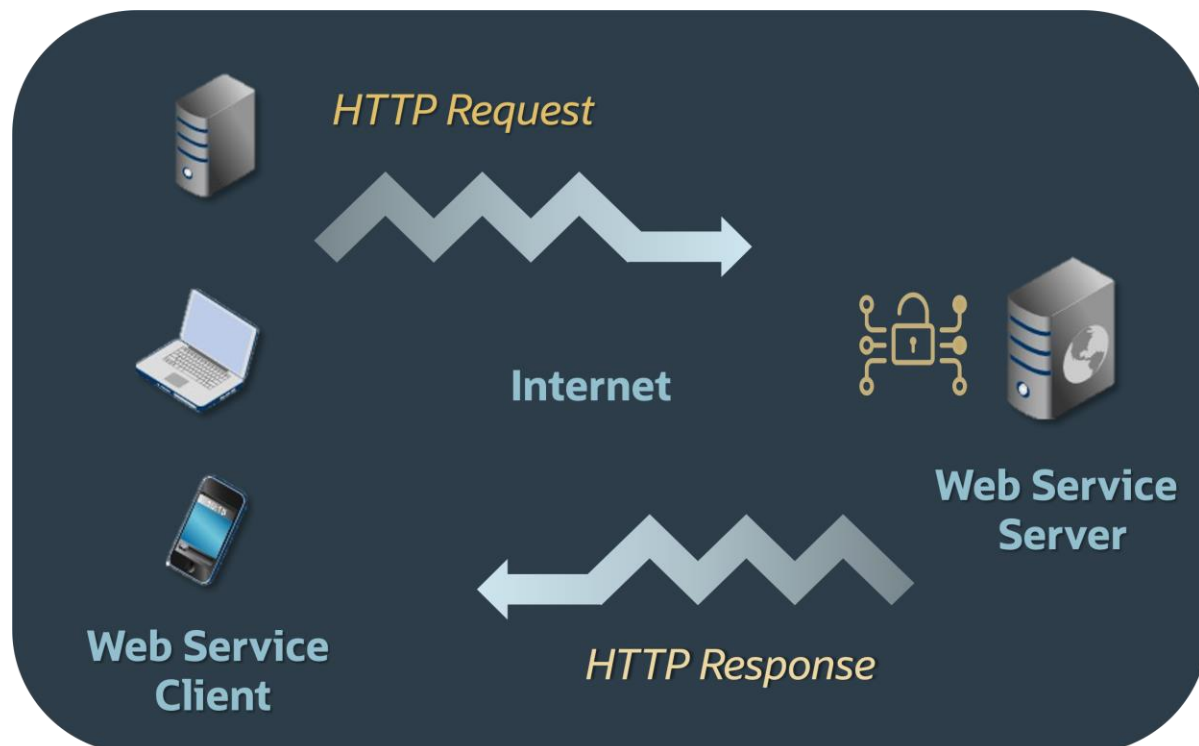 HTTP Request
Internet
Web Service
Server
Web Service
Client
HTTP Response